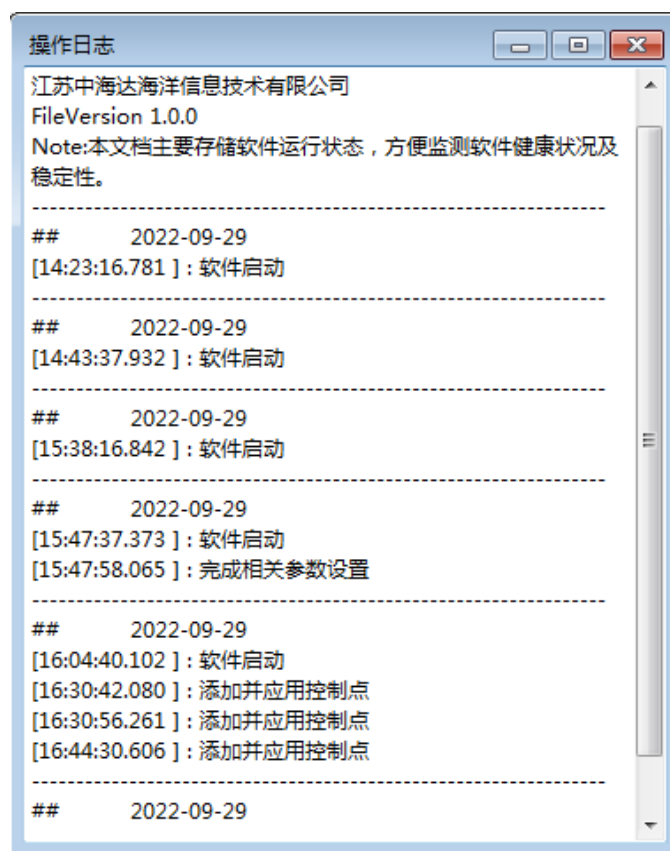 操作日志
江苏中海达海洋信息技术有限公司
FileVersion 1.0.0
Note:本文档主要存储软件运行状态，方便监测软件健康状况及
稳定性。
----------------------------------------------------------------
## 2022-09-29
[14:23:16.781 ] : 软件启动
----------------------------------------------------------------
## 2022-09-29
[14:43:37.932 ] : 软件启动
----------------------------------------------------------------
## 2022-09-29
[15:38:16.842 ] : 软件启动
----------------------------------------------------------------
## 2022-09-29
[15:47:37.373 ] : 软件启动
[15:47:58.065 ] : 完成相关参数设置
----------------------------------------------------------------
## 2022-09-29
[16:04:40.102 ] : 软件启动
[16:30:42.080 ] : 添加并应用控制点
[16:30:56.261 ] : 添加并应用控制点
[16:44:30.606 ] : 添加并应用控制点
----------------------------------------------------------------
## 2022-09-29